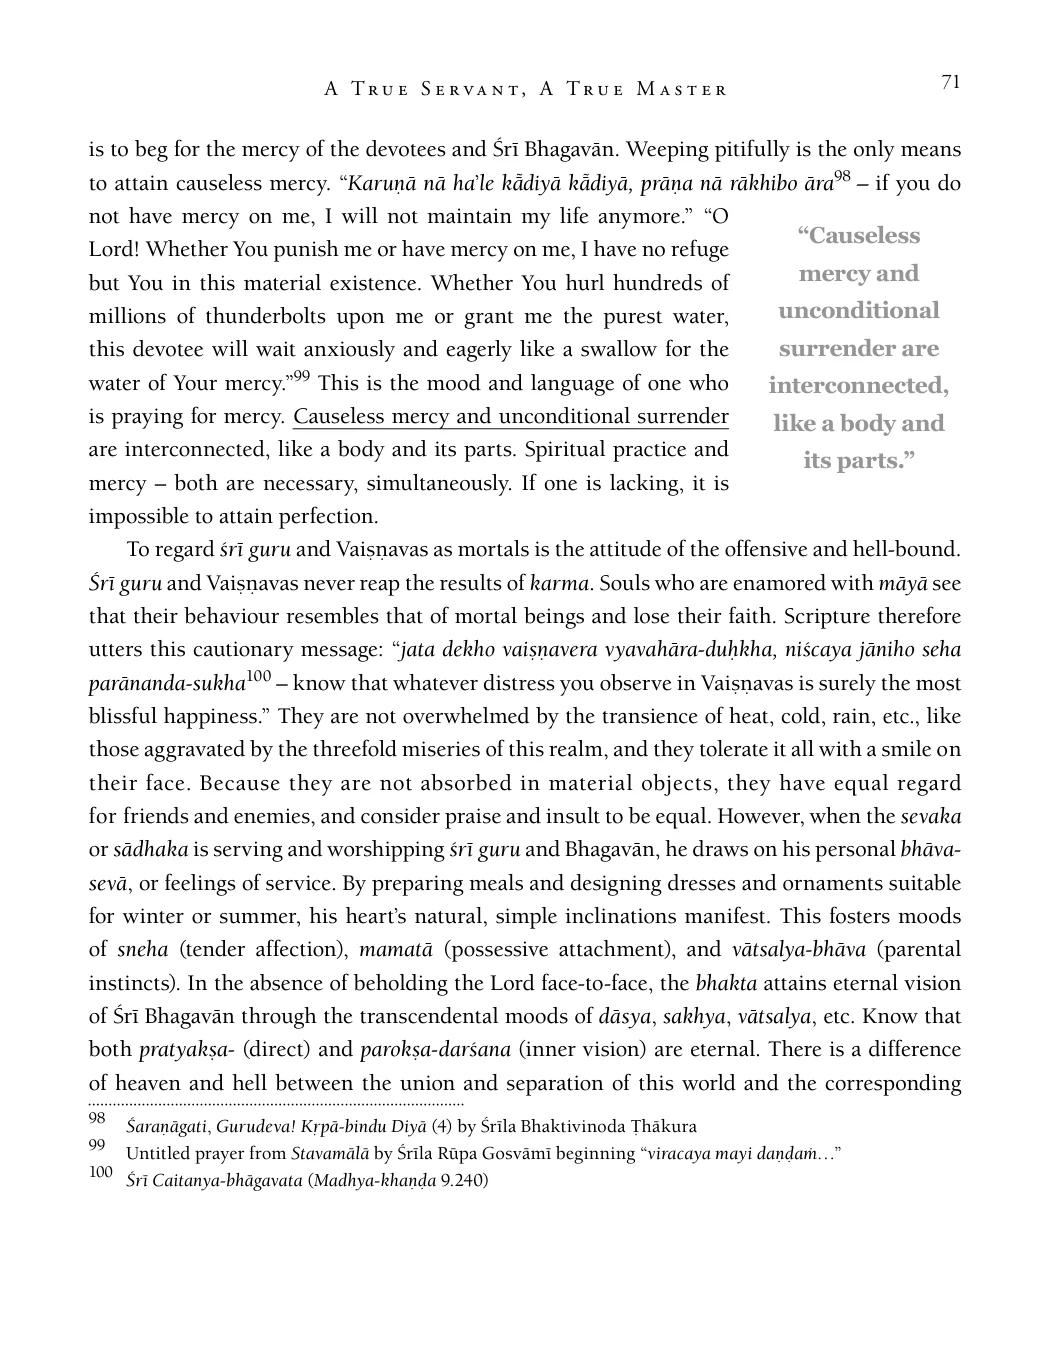 A True Servant, A True Master
71
is to beg for the mercy of the devotees and Śrī Bhagavān. Weeping pitifully is the only means
to attain causeless mercy. “Karuṇā nā ha’le kā̃diyā kā̃diyā, prāṇa nā rākhibo āra98 – if you do
not have mercy on me, I will not maintain my life anymore.” “O
Lord! Whether You punish me or have mercy on me, I have no refuge
but You in this material existence. Whether You hurl hundreds of
millions of thunderbolts upon me or grant me the purest water,
this devotee will wait anxiously and eagerly like a swallow for the
water of Your mercy.”99 This is the mood and language of one who
is praying for mercy. Causeless mercy and unconditional surrender
are interconnected, like a body and its parts. Spiritual practice and
mercy – both are necessary, simultaneously. If one is lacking, it is
impossible to attain perfection.
“Causeless
mercy and
unconditional
surrender are
interconnected,
like a body and
its parts.”
To regard śrī guru and Vaiṣṇavas as mortals is the attitude of the offensive and hell-bound.
Śrī guru and Vaiṣṇavas never reap the results of karma. Souls who are enamored with māyā see
that their behaviour resembles that of mortal beings and lose their faith. Scripture therefore
utters this cautionary message: “jata dekho vaiṣṇavera vyavahāra-duḥkha, niścaya jāniho seha
parānanda-sukha100 – know that whatever distress you observe in Vaiṣṇavas is surely the most
blissful happiness.” They are not overwhelmed by the transience of heat, cold, rain, etc., like
those aggravated by the threefold miseries of this realm, and they tolerate it all with a smile on
their face. Because they are not absorbed in material objects, they have equal regard
for friends and enemies, and consider praise and insult to be equal. However, when the sevaka
or sādhaka is serving and worshipping śrī guru and Bhagavān, he draws on his personal bhāva-
sevā, or feelings of service. By preparing meals and designing dresses and ornaments suitable
for winter or summer, his heart’s natural, simple inclinations manifest. This fosters moods
of sneha (tender affection), mamatā (possessive attachment), and vātsalya-bhāva (parental
instincts). In the absence of beholding the Lord face-to-face, the bhakta attains eternal vision
of Śrī Bhagavān through the transcendental moods of dāsya, sakhya, vātsalya, etc. Know that
both pratyakṣa- (direct) and parokṣa-darśana (inner vision) are eternal. There is a difference
of heaven and hell between the union and separation of this world and the corresponding
98 Śaraṇāgati, Gurudeva! Kṛpā-bindu Diyā (4) by Śrīla Bhaktivinoda Ṭhākura
99 Untitled prayer from Stavamālā by Śrīla Rūpa Gosvāmī beginning “viracaya mayi daṇḍaṁ…”
100 Śrī Caitanya-bhāgavata (Madhya-khaṇḍa 9.240)